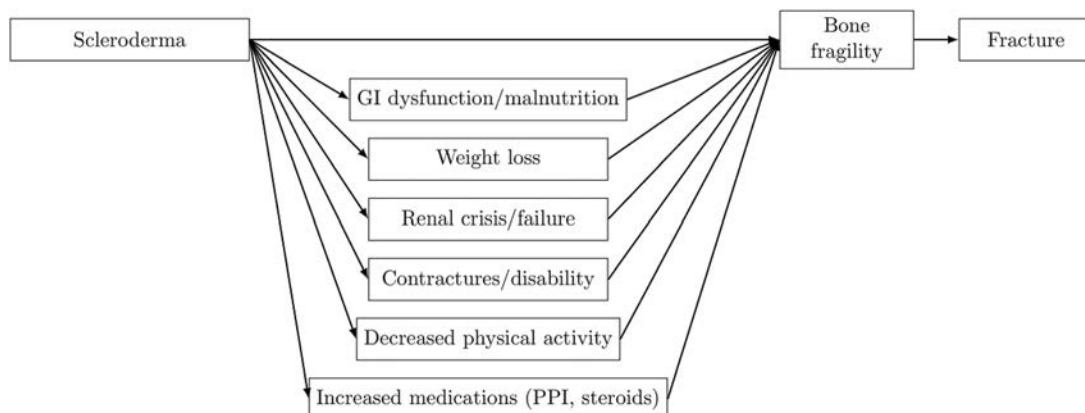 Scleroderma
Bone
fragility
Fracture
GI dysfunction/malnutrition
Weight loss
Renal crisis/failure
Contractures/disability
Decreased physical activity
Increased medications (PPI, steroids)